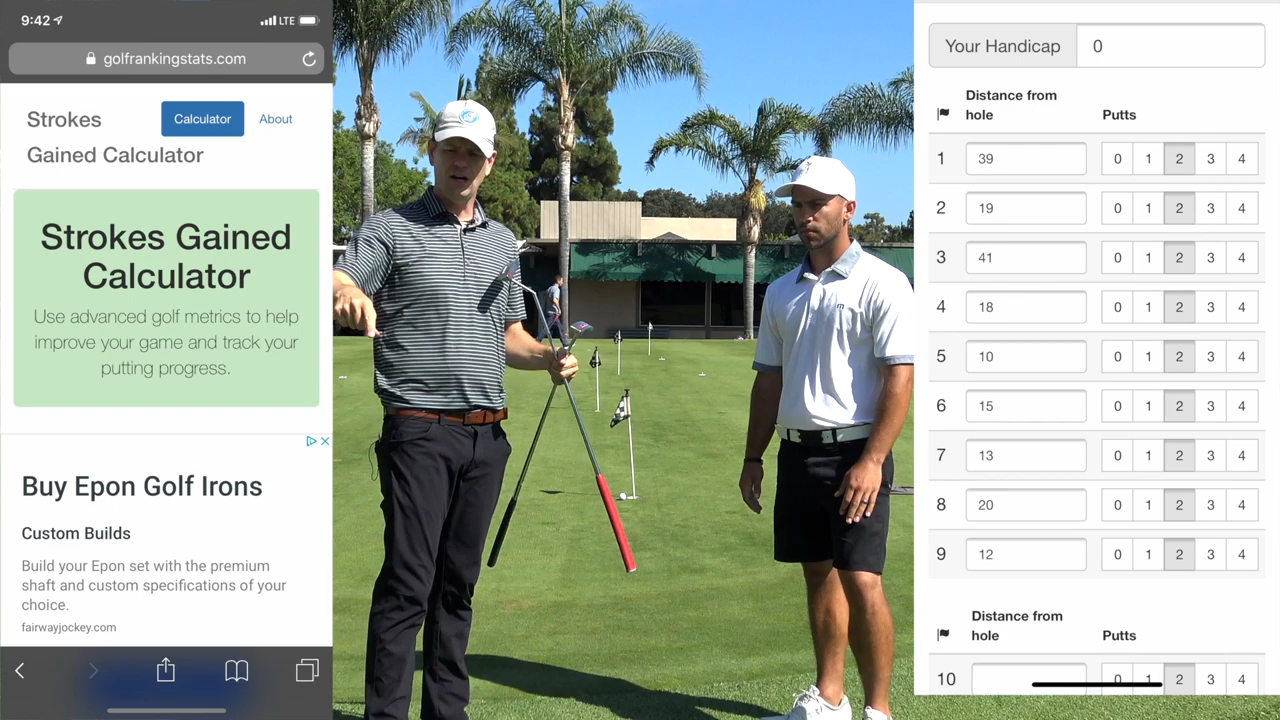 9:42
LTE
golfrankingstats.com
Strokes
Gained Calculator
Calculator
About
Strokes Gained
Calculator
Use advanced golf metrics to help
improve your game and track your
putting progress.
Buy Epon Golf Irons
Custom Builds
Build your Epon set with the premium
shaft and custom specifications of your
choice.
fairwayjockey.com
Your Handicap 0
Distance from
hole
Putts
1 39 0 1 2 3 4
2 19 0 1 2 3 4
3 41 0 1 2 3 4
4 18 0 1 2 3 4
5 10 0 1 2 3 4
6 15 0 1 2 3 4
7 13 0 1 2 3 4
8 20 0 1 2 3 4
9 12 0 1 2 3 4
Distance from
hole
Putts
10 0 1 2 3 4